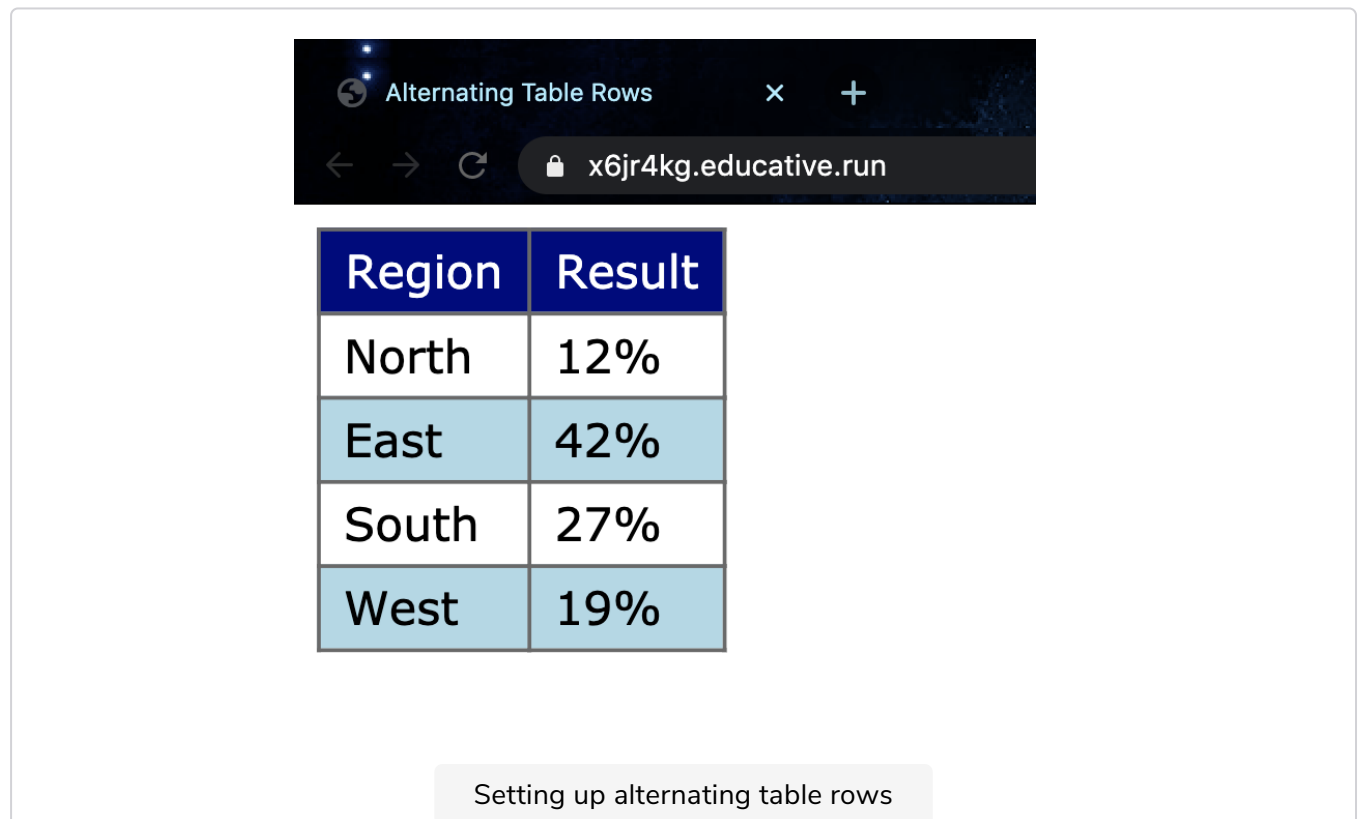 Alternating Table Rows
x6jr4kg.educative.run
Region Result
North 12%
East 42%
South 27%
West 19%
Setting up alternating table rows